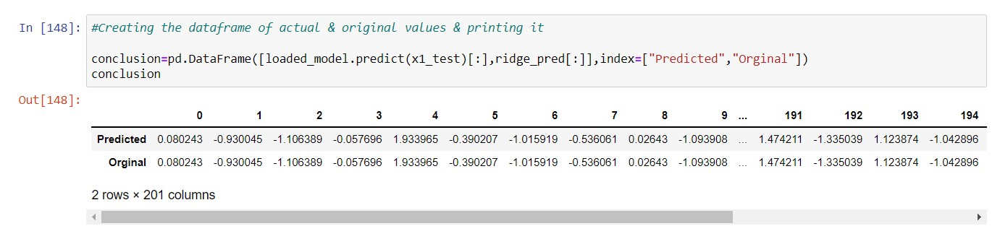 In [148]: #Creating the dataframe of actual & original values & printing it
conclusion=pd.DataFrame([loaded_model.predict(x1_test)[:],ridge_pred[:]],index=["Predicted","Orginal"])
conclusion
Out[148]:
0 1 2 3 4 5 6 7 8 9 ... 191 192 193 194
Predicted 0.080243 -0.930045 -1.106389 -0.057696 1.933965 -0.390207 -1.015919 -0.536061 0.02643 -1.093908 ... 1.474211 -1.335039 1.123874 -1.042896
Orginal 0.080243 -0.930045 -1.106389 -0.057696 1.933965 -0.390207 -1.015919 -0.536061 0.02643 -1.093908 ... 1.474211 -1.335039 1.123874 -1.042896
2 rows × 201 columns